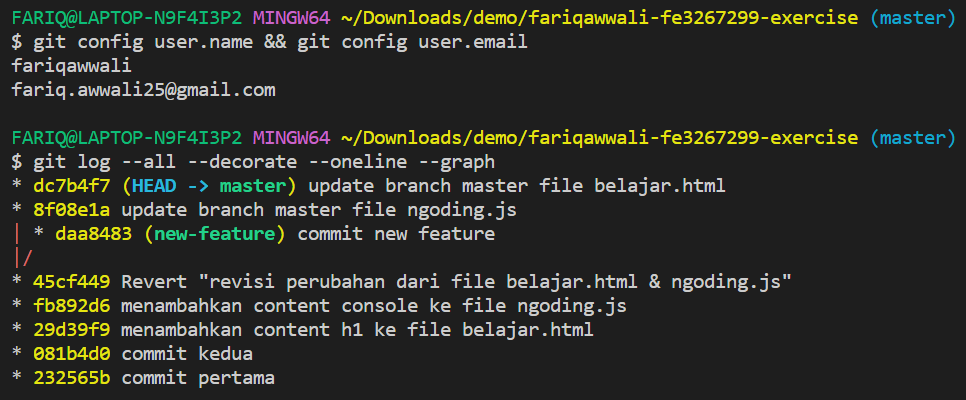 FARIQ@LAPTOP-N9F4I3P2 MINGW64 ~/Downloads/demo/fariqawwali-fe3267299-exercise (master)
$ git config user.name && git config user.email
fariqawwali
fariq.awwali25@gmail.com
FARIQ@LAPTOP-N9F4I3P2 MINGW64 ~/Downloads/demo/fariqawwali-fe3267299-exercise (master)
$ git log --all --decorate --oneline --graph
* dc7b4f7 (HEAD -> master) update branch master file belajar.html
* 8f08e1a update branch master file ngoding.js
| * daa8483 (new-feature) commit new feature
|/
* 45cf449 Revert "revisi perubahan dari file belajar.html & ngoding.js"
* fb892d6 menambahkan content console ke file ngoding.js
* 29d39f9 menambahkan content h1 ke file belajar.html
* 081b4d0 commit kedua
* 232565b commit pertama